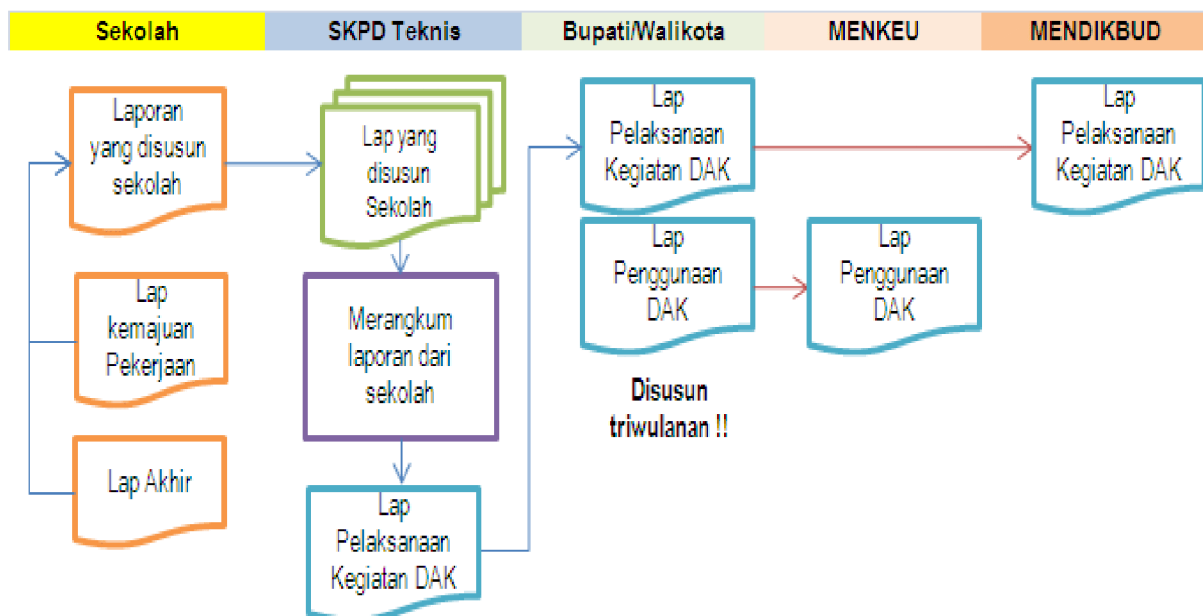 Sekolah
SKPD Teknis
Bupati/Walikota
MENKEU
MENDIKBUD
Laporan
yang disusun
sekolah
Lap
kemajuan
Pekerjaan
Lap Akhir
Lap yang
disusun
Sekolah
Merangkum
laporan dari
sekolah
Lap
Pelaksanaan
Kegiatan DAK
Lap
Pelaksanaan
Kegiatan DAK
Lap
Penggunaan
DAK
Disusun
triwulanan !!
Lap
Penggunaan
DAK
Lap
Pelaksanaan
Kegiatan DAK